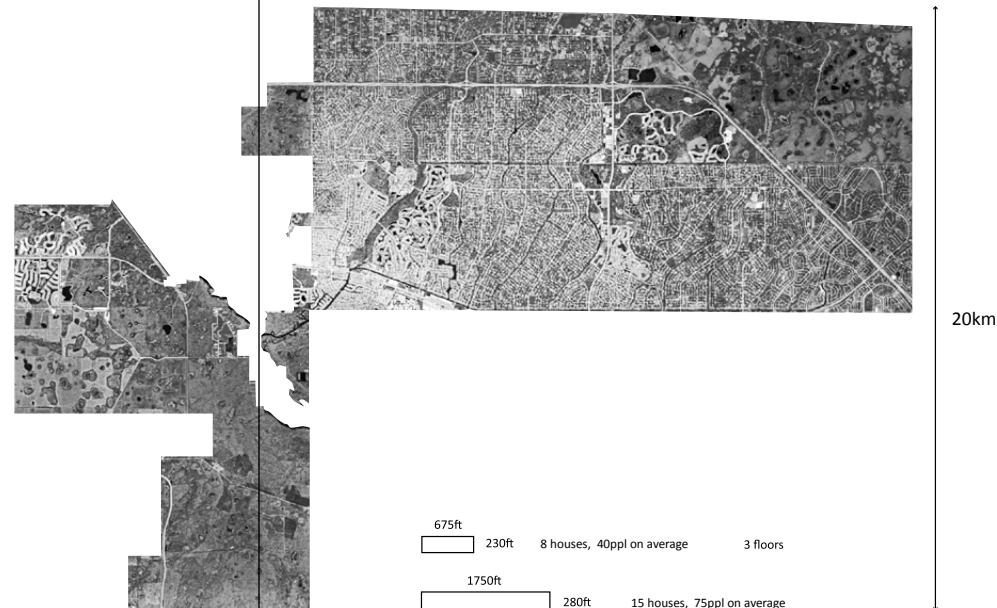 20km
675ft
230ft 8 houses, 40ppl on average 3 floors
1750ft
280ft 15 houses, 75ppl on average